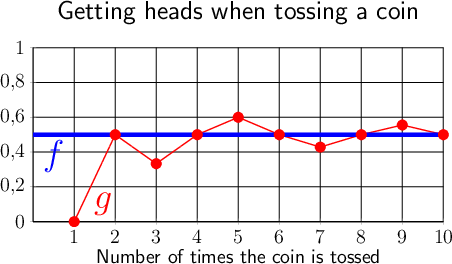 Getting heads when tossing a coin
1
0,8
0,6
0,4
0,2
0
f
g
1 2 3 4 5 6 7 8 9 10
Number of times the coin is tossed